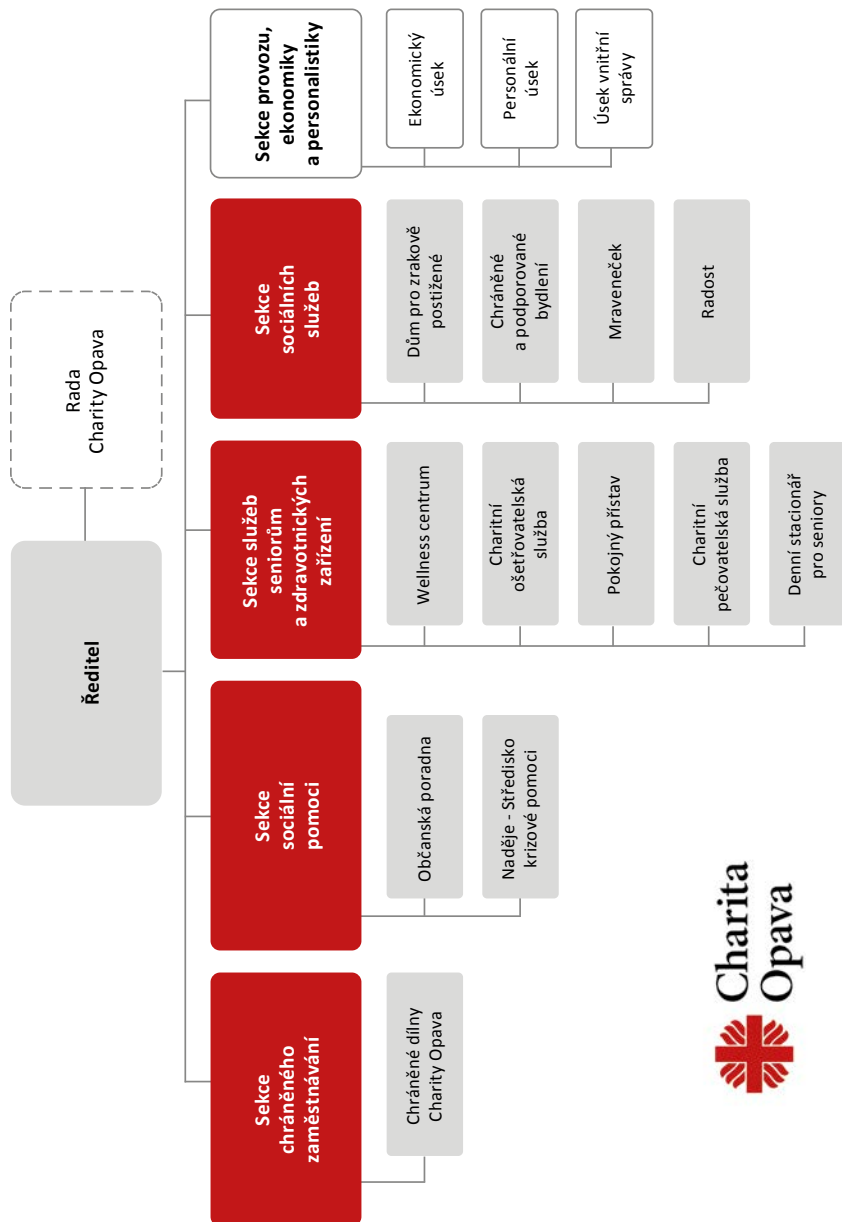 Ředitel
Rada
Charity Opava
Sekce
chráněného
zaměstnávání
Chráněné dílny
Charity Opava
Sekce
sociální
pomoci
Občanská poradna
Naděje - Středisko
krizové pomoci
Sekce služeb
seniorům
a zdravotnických
zařízení
Wellness centrum
Charitní
ošetřovatelská
služba
Pokojný přístav
Charitní
pečovatelská služba
Denní stacionář
pro seniory
Sekce
sociálních
služeb
Dům pro zrakově
postižené
Chráněné
a podporované
bydlení
Mraveneček
Radost
Sekce provozu,
ekonomiky
a personalistiky
Ekonomický
úsek
Personální
úsek
Úsek vnitřní
správy
Charita
Opava